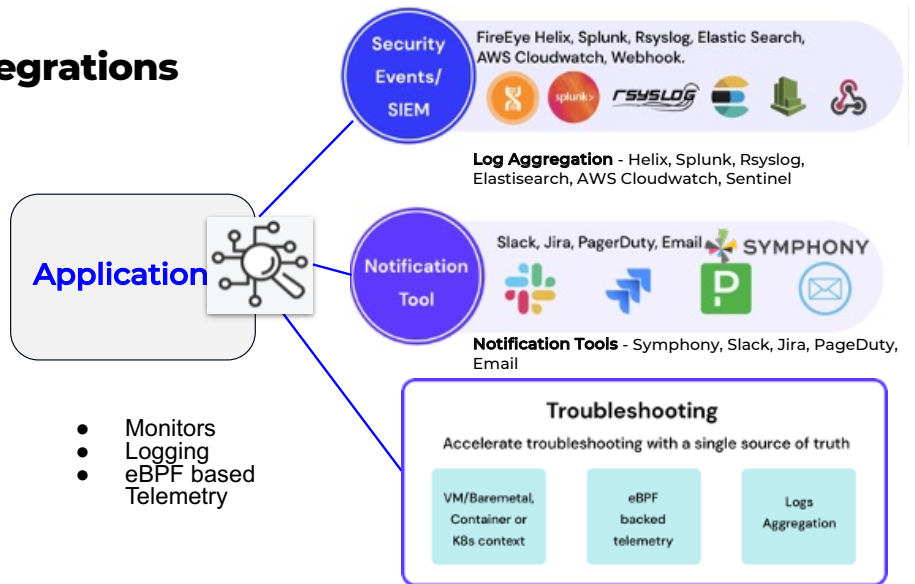 egrations
Security
Events/
SIEM
FireEye Helix, Splunk, Rsyslog, Elastic Search,
AWS Cloudwatch, Webhook.
splunk>
rsyslog
Log Aggregation - Helix, Splunk, Rsyslog,
Elastisearch, AWS Cloudwatch, Sentinel
Application
Notification
Tool
Slack, Jira, PagerDuty, Email
SYMPHONY
P
Notification Tools - Symphony, Slack, Jira, PageDuty,
Email
● Monitors
● Logging
● eBPF based
Telemetry
Troubleshooting
Accelerate troubleshooting with a single source of truth
VM/Baremetal,
Container or
K8s context
eBPF
backed
telemetry
Logs
Aggregation